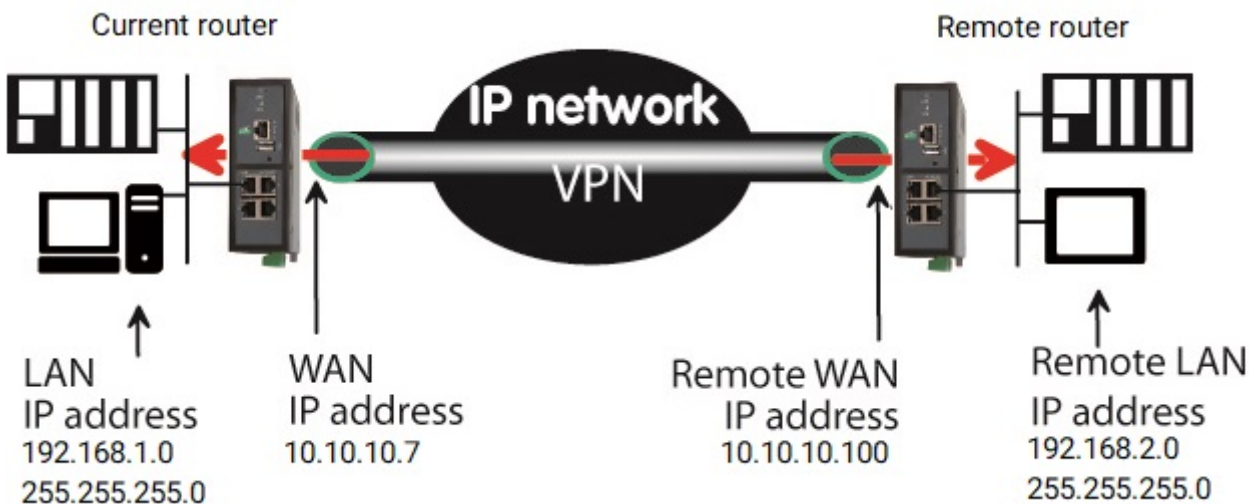 Current router
Remote router
IP network
VPN
LAN
IP address
192.168.1.0
255.255.255.0
WAN
IP address
10.10.10.7
Remote WAN
IP address
10.10.10.100
Remote LAN
IP address
192.168.2.0
255.255.255.0